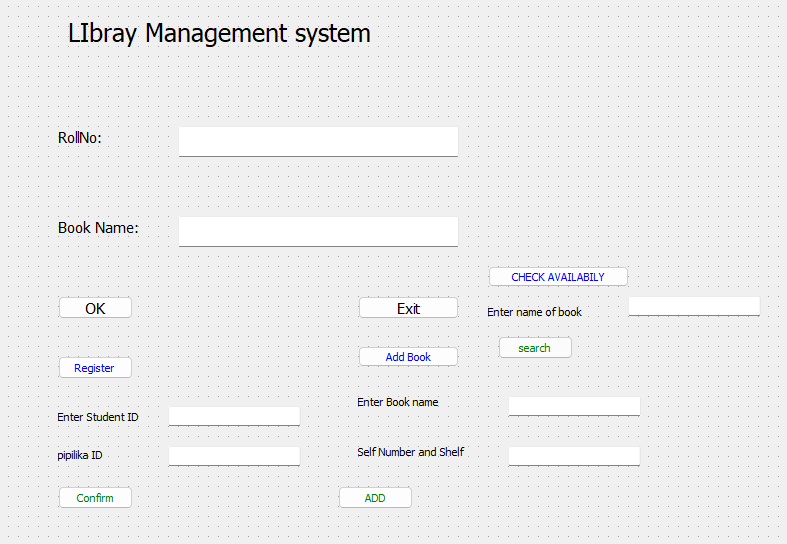 LIbray Management system
RollNo:
Book Name:
CHECK AVAILABILY
OK
Exit
Enter name of book
search
Add Book
Register
Enter Book name
Enter Student ID
Self Number and Shelf
pipilika ID
Confirm
ADD